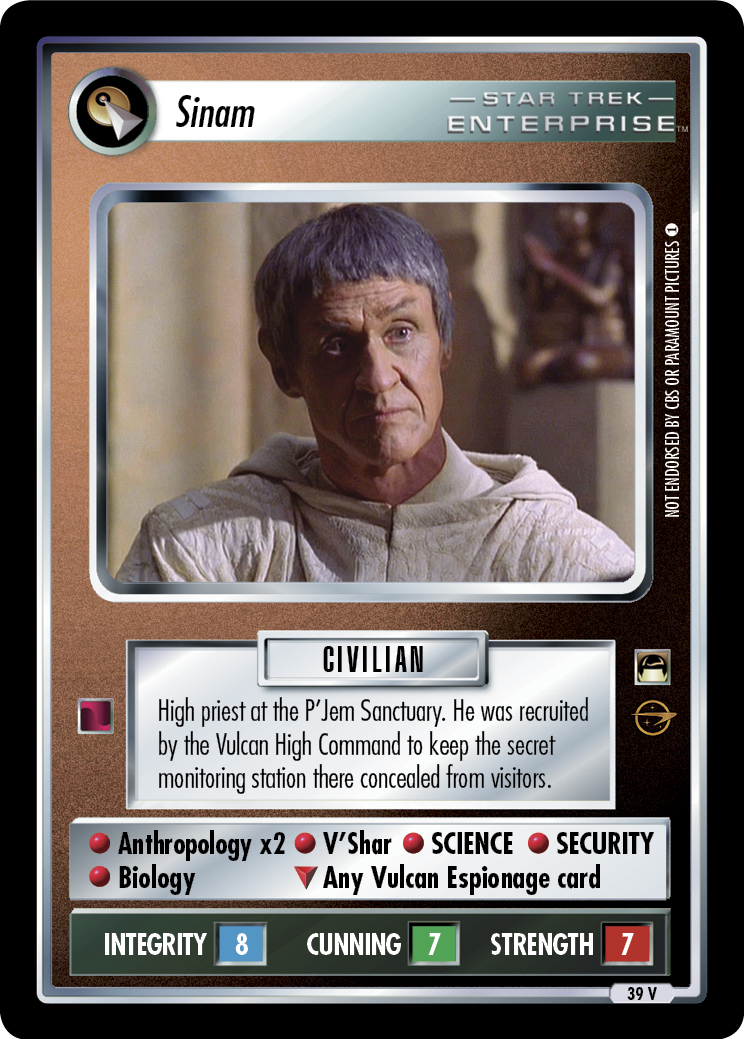 Sinam
— STAR TREK —
ENTERPRISE™
NOT ENDORSED BY CBS OR PARAMOUNT PICTURES 1
CIVILIAN
High priest at the P’Jem Sanctuary. He was recruited
by the Vulcan High Command to keep the secret
monitoring station there concealed from visitors.
Anthropology x2 V’Shar SCIENCE SECURITY
Biology Any Vulcan Espionage card
INTEGRITY 8 CUNNING 7 STRENGTH 7
39 V